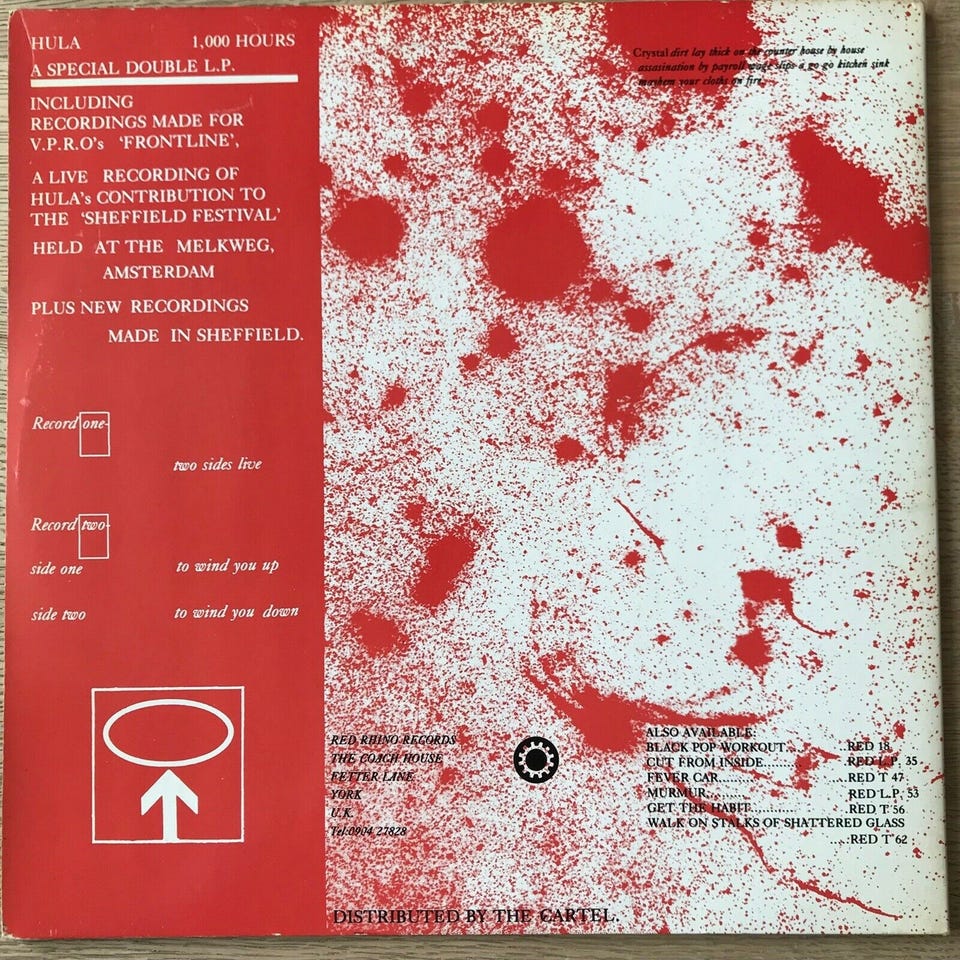 HULA 1,000 HOURS
A SPECIAL DOUBLE L.P.
INCLUDING
RECORDINGS MADE FOR
V.P.R.O's 'FRONTLINE',
A LIVE RECORDING OF
HULA's CONTRIBUTION TO
THE 'SHEFFIELD FESTIVAL'
HELD AT THE MELKWEG,
AMSTERDAM
PLUS NEW RECORDINGS
MADE IN SHEFFIELD.
Record one-
two sides live
Record two-
side one to wind you up
side two to wind you down
Crystal dirt lay thick on the counter house by house
assasination by payroll wage slips a go-go kitchen sink
mayhem your cloths on fire
RED RHINO RECORDS
THE COACH HOUSE
FETTER LANE
YORK
U.K.
Tel:0904 27828
ALSO AVAILABLE:
BLACK POP WORKOUT....RED 18
CUT FROM INSIDE.........RED L.P. 35
FEVER CAR....................RED T 47
MURMUR..........RED L.P. 53
GET THE HABIT...........RED T 56
WALK ON STALKS OF SHATTERED GLASS
.....RED T 62
DISTRIBUTED BY THE CARTEL.